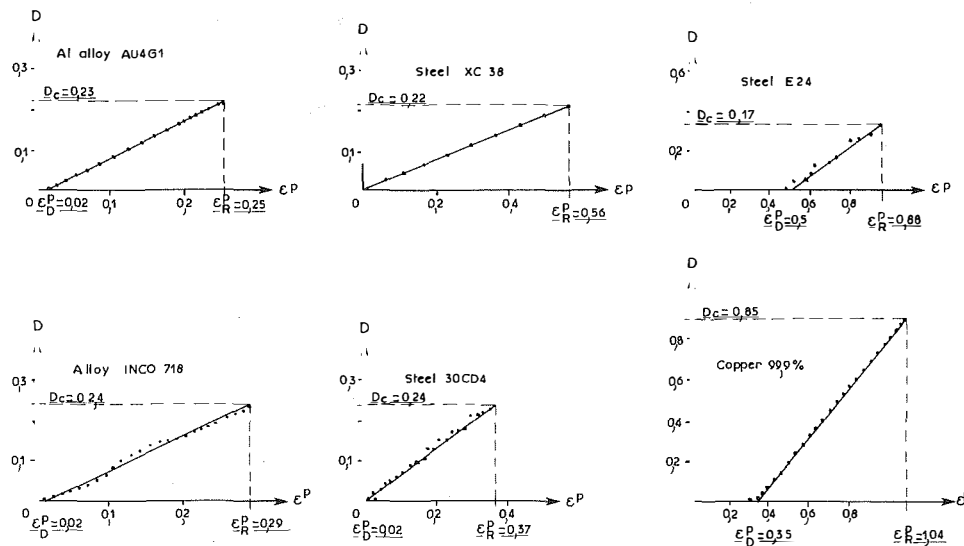 D
Al alloy AU4G1
0,3
Dc=0,23
0,1
0
0,1
0,2
εP
εPD=0,02
εPR=0,25
D
Steel XC 38
0,3
Dc=0,22
0,1
0
0,2
0,4
εP
εPR=0,56
D
0,6
Steel E24
Dc=0,17
0,2
0
0,2
0,4
0,6
0,8
εP
εPD=0,5
εPR=0,88
D
Alloy INCO 718
0,3
Dc=0,24
0,1
0
0,1
0,2
εP
εPD=0,02
εPR=0,29
D
Steel 30CD4
0,3
Dc=0,24
0,1
0
0,2
0,4
εP
εPD=0,02
εPR=0,37
D
Dc=0,85
0,8
Copper 99,9%
0,6
0,4
0,2
0
0,2
0,4
0,6
0,8
ε
εPD=0,35
εPR=1,04